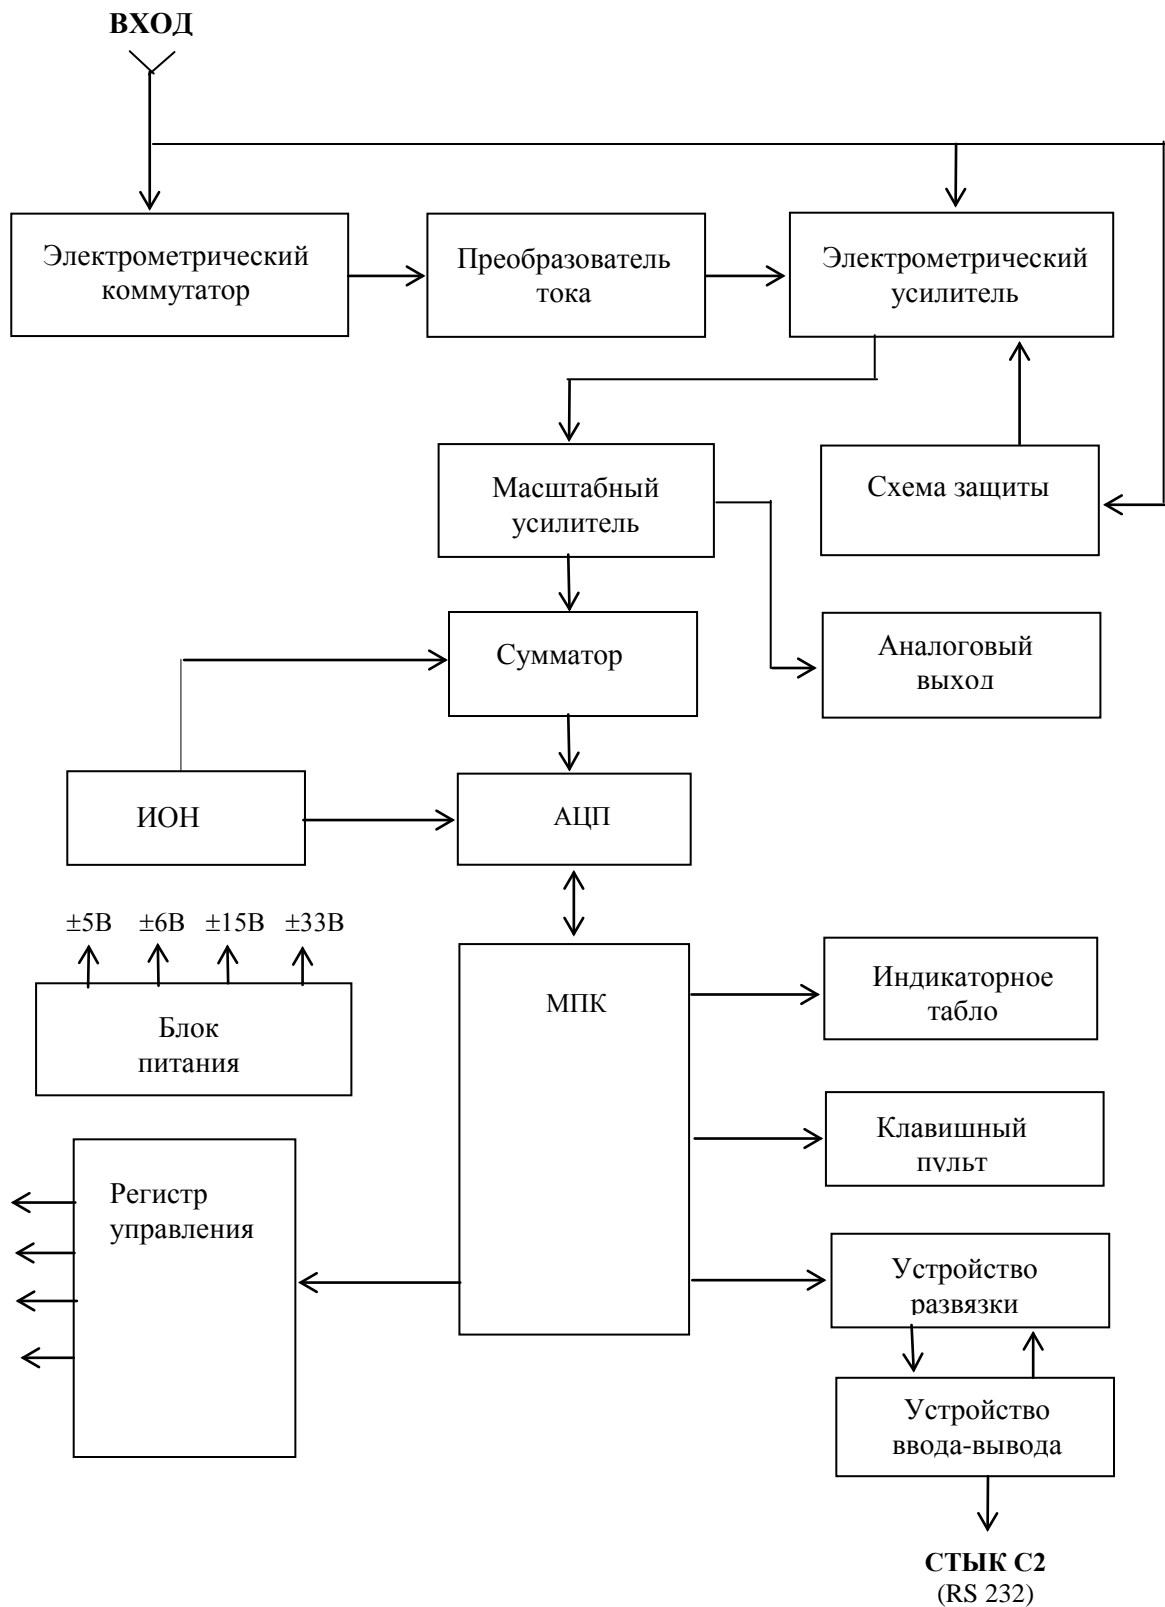 ВХОД
Электрометрический
коммутатор
Преобразователь
тока
Электрометрический
усилитель
Масштабный
усилитель
Схема защиты
Сумматор
Аналоговый
выход
ИОН
АЦП
±5В ±6В ±15В ±33В
Блок
питания
МПК
Индикаторное
табло
Клавишный
пульт
Регистр
управления
Устройство
развязки
Устройство
ввода-вывода
СТЫК С2
(RS 232)